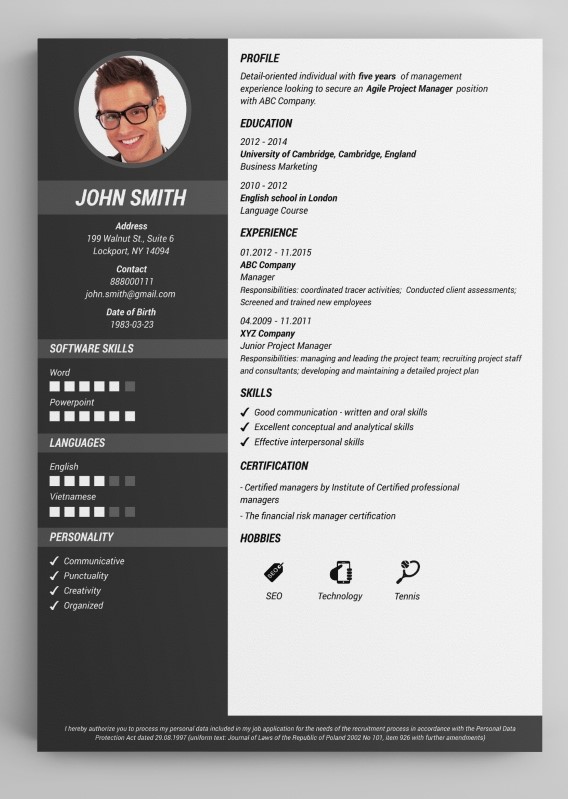 JOHN SMITH
Address
199 Walnut St., Suite 6
Lockport, NY 14094
Contact
888000111
john.smith@gmail.com
Date of Birth
1983-03-23
SOFTWARE SKILLS
Word
Powerpoint
LANGUAGES
English
Vietnamese
PERSONALITY
Communicative
Punctuality
Creativity
Organized
PROFILE
Detail-oriented individual with five years of management
experience looking to secure an Agile Project Manager position
with ABC Company.
EDUCATION
2012 - 2014
University of Cambridge, Cambridge, England
Business Marketing
2010 - 2012
English school in London
Language Course
EXPERIENCE
01.2012 - 11.2015
ABC Company
Manager
Responsibilities: coordinated tracer activities; Conducted client assessments;
Screened and trained new employees
04.2009 - 11.2011
XYZ Company
Junior Project Manager
Responsibilities: managing and leading the project team; recruiting project staff
and consultants; developing and maintaining a detailed project plan
SKILLS
Good communication - written and oral skills
Excellent conceptual and analytical skills
Effective interpersonal skills
CERTIFICATION
- Certified managers by Institute of Certified professional
managers
- The financial risk manager certification
HOBBIES
SEO
SEO
Technology
Tennis
I hereby authorize you to process my personal data included in my job application for the needs of the recruitment process in accordance with the Personal Data
Protection Act dated 29.08.1997 (uniform text: Journal of Laws of the Republic of Poland 2002 No 101, item 926 with further amendments)